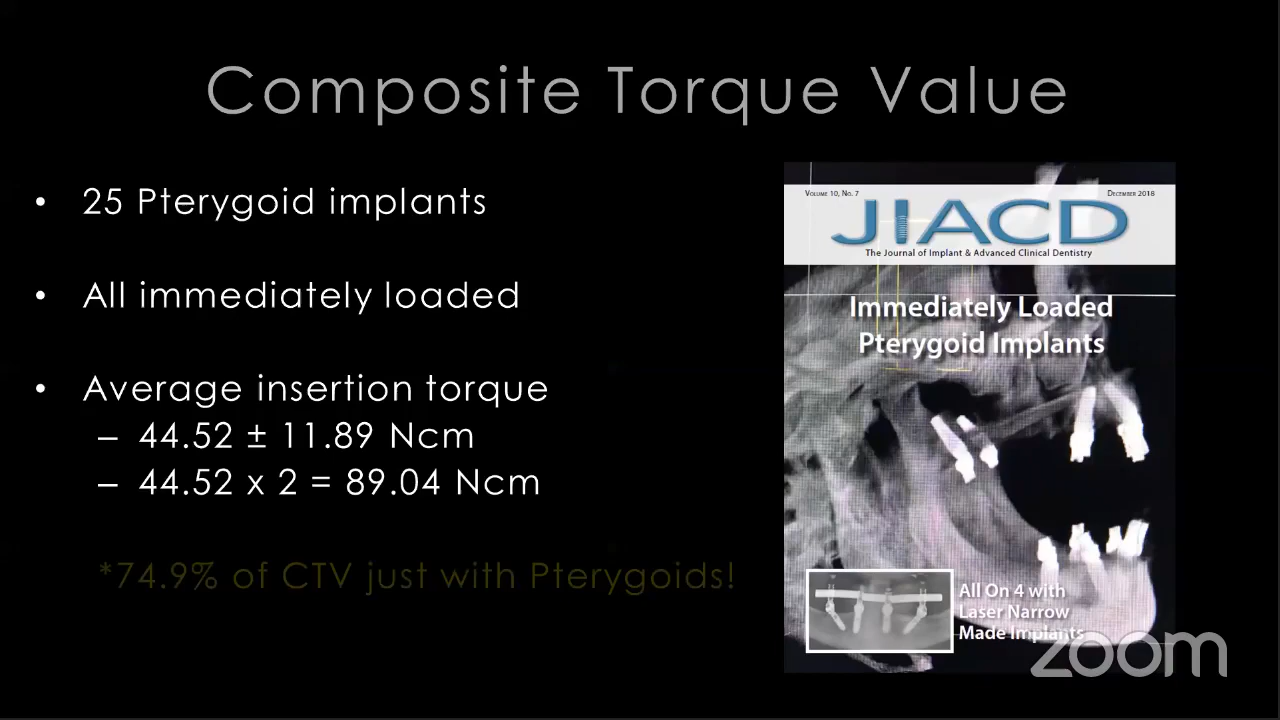 Composite Torque Value
• 25 Pterygoid implants
• All immediately loaded
• Average insertion torque
– 44.52 ± 11.89 Ncm
– 44.52 x 2 = 89.04 Ncm
*74.9% of CTV just with Pterygoids!
VOLUME 10, NO. 7
DECEMBER 2018
JIACD
The Journal of Implant & Advanced Clinical Dentistry
Immediately Loaded
Pterygoid Implants
All On 4 with
Laser Narrow
Made Implants
zoom